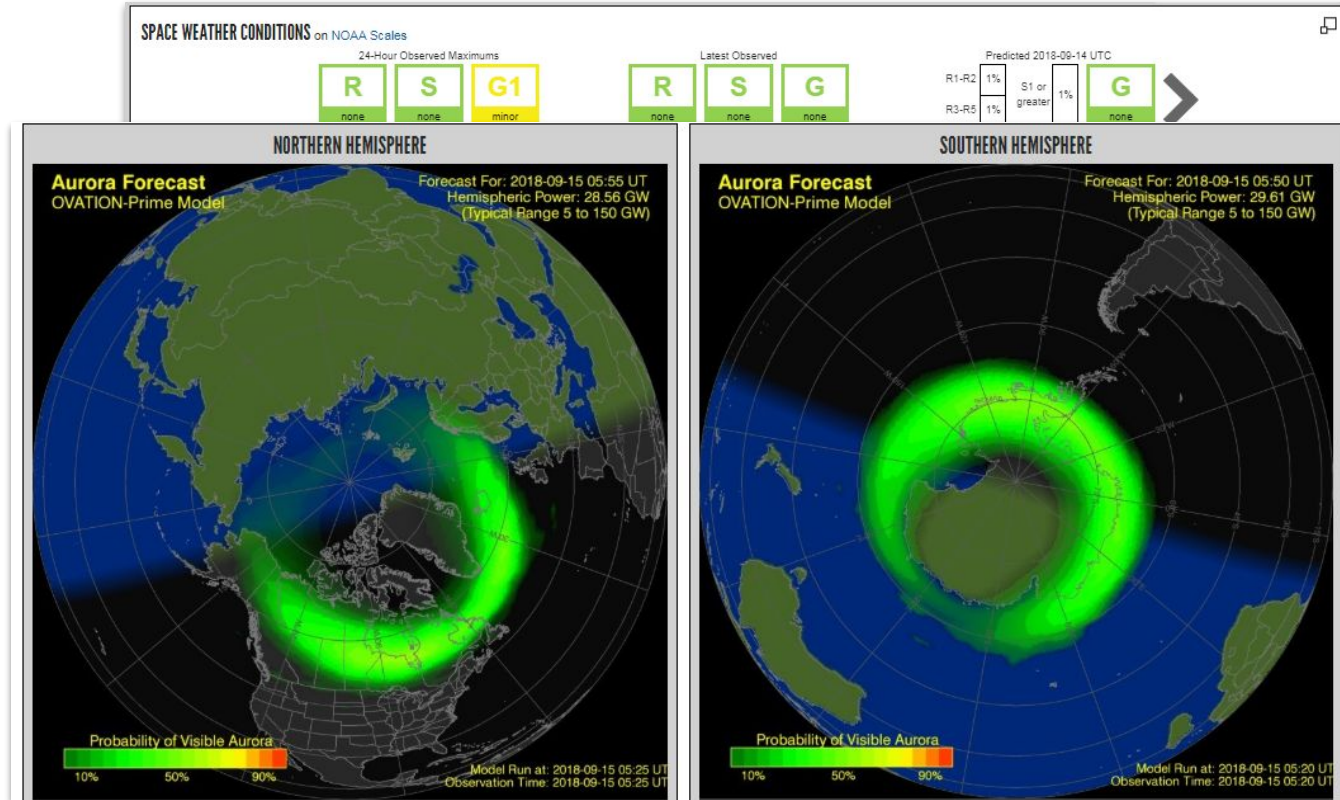 SPACE WEATHER CONDITIONS on NOAA Scales
24-Hour Observed Maximums
Latest Observed
Predicted 2018-09-14 UTC
R S G1
none none minor
R S G
none none none
R1-R2 1%
R3-R5 1%
S1 or
greater
1%
G
none
NORTHERN HEMISPHERE
Aurora Forecast
OVATION-Prime Model
Forecast For: 2018-09-15 05:55 UT
Hemispheric Power: 28.56 GW
(Typical Range 5 to 150 GW)
Probability of Visible Aurora
10% 50% 90%
Model Run at: 2018-09-15 05:25 UT
Observation Time: 2018-09-15 05:25 UT
SOUTHERN HEMISPHERE
Aurora Forecast
OVATION-Prime Model
Forecast For: 2018-09-15 05:50 UT
Hemispheric Power: 29.61 GW
(Typical Range 5 to 150 GW)
Probability of Visible Aurora
10% 50% 90%
Model Run at: 2018-09-15 05:20 UT
Observation Time: 2018-09-15 05:20 UT